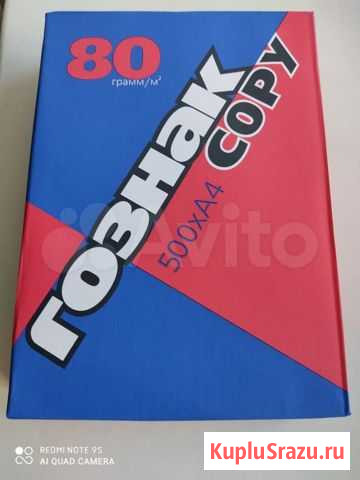 80
грамм/м²
ГОЗНАК
COPY
500xA4
Avito
REDMI NOTE 9S
AI QUAD CAMERA
KupluSrazu.ru